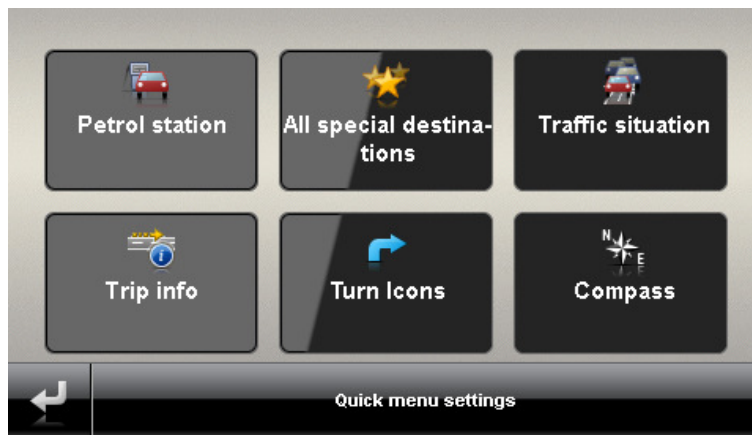 Petrol station
All special destina-
tions
Traffic situation
Trip info
Turn Icons
N
E
Compass
Quick menu settings